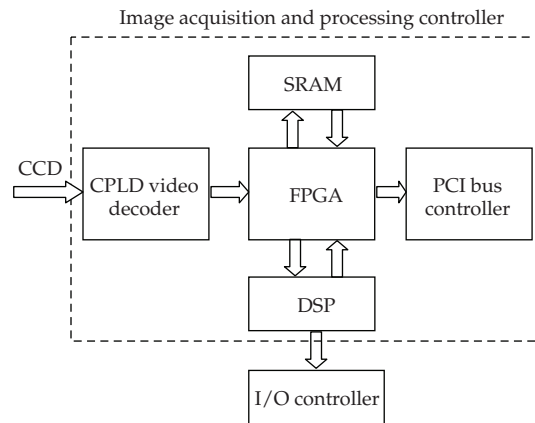 Image acquisition and processing controller
SRAM
CCD
CPLD video
decoder
FPGA
PCI bus
controller
DSP
I/O controller